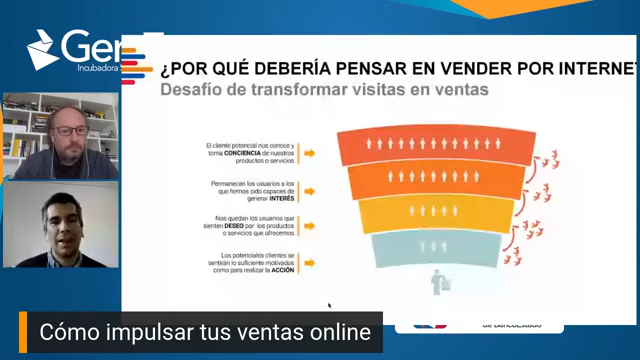 Ger
Incubadora
¿POR QUÉ DEBERÍA PENSAR EN VENDER POR INTERNET
Desafío de transformar visitas en ventas
El cliente potencial nos conoce y
toma CONCIENCIA de nuestros
productos o servicios
Permanecen los usuarios a los
que hemos sido capaces de
generar INTERÉS
Nos quedan los usuarios que
sienten DESEO por los productos
o servicios que ofrecemos
Los potenciales clientes se
sentirán lo suficiente motivados
como para realizar la ACCIÓN
de BancoEstado
Cómo impulsar tus ventas online